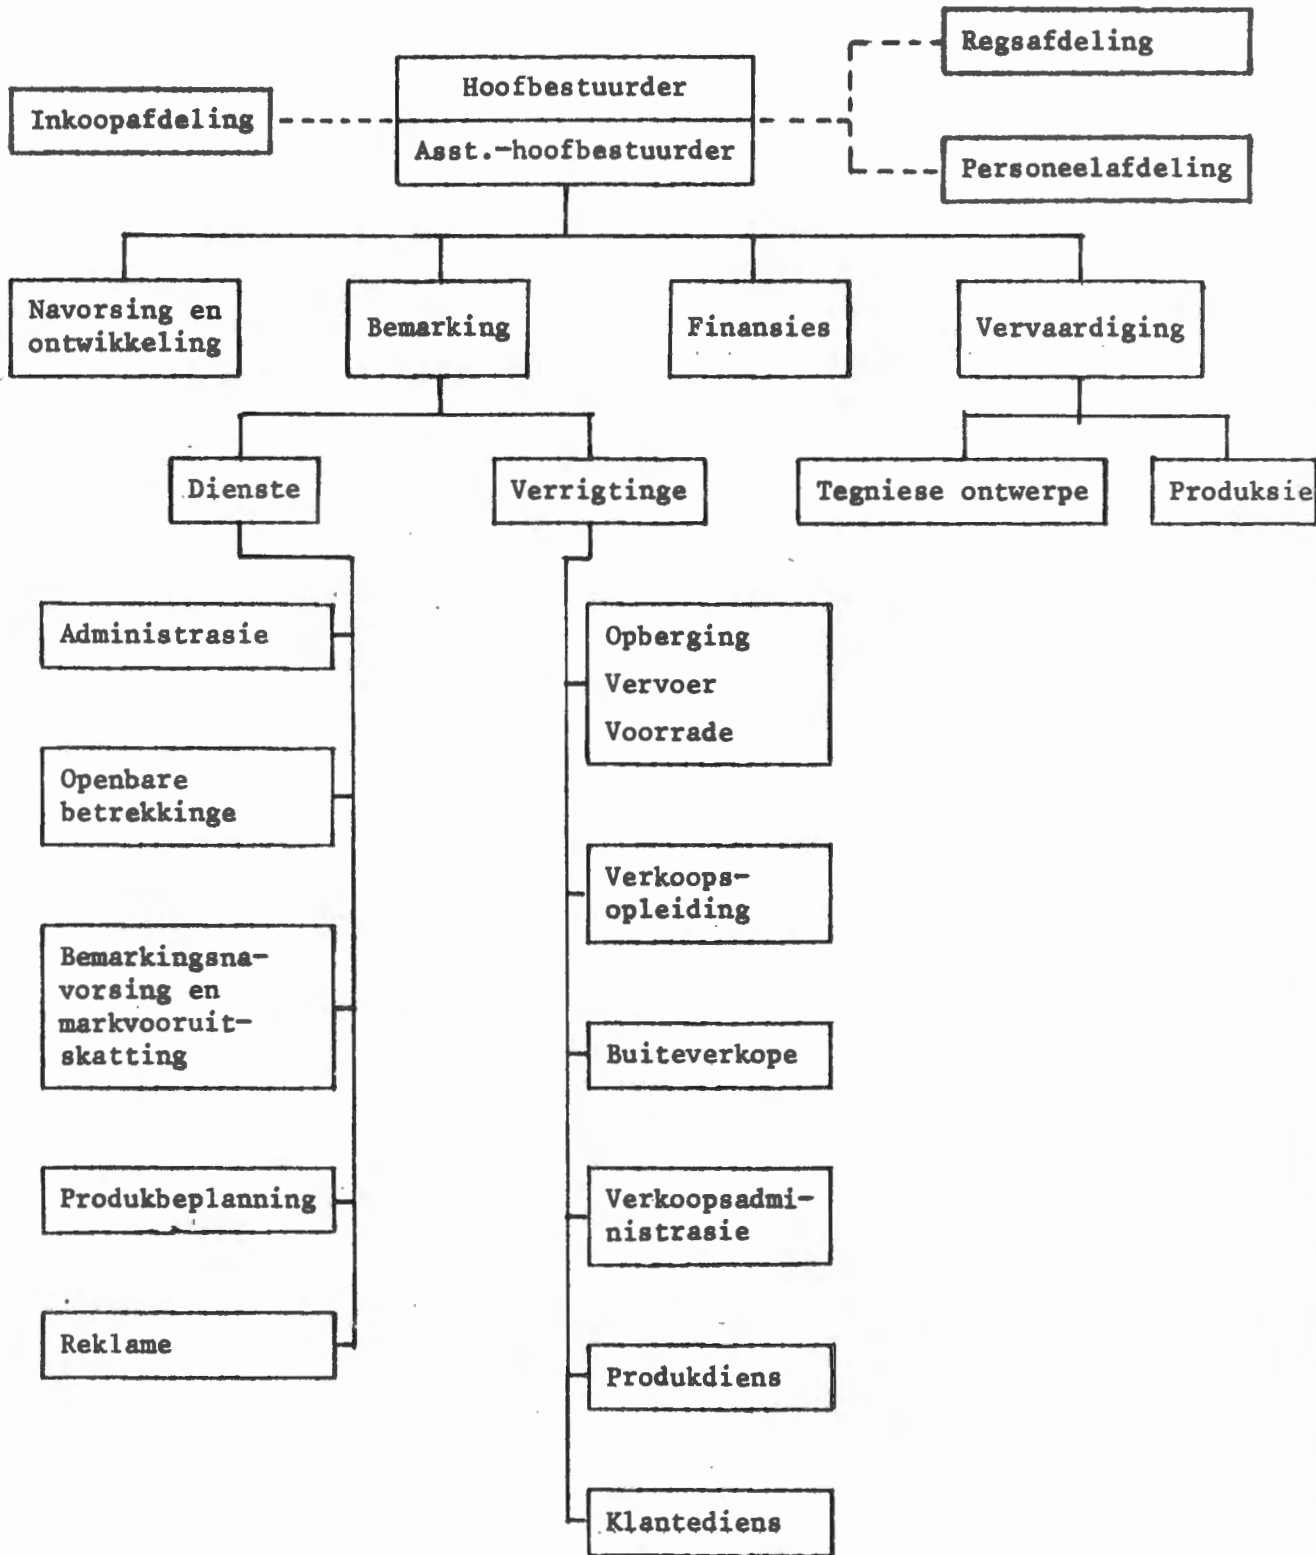 Regsafdeling
Hoofbestuurder
Inkoopafdeling
Asst.-hoofbestuurder
Personeelafdeling
Navorsing en
ontwikkeling
Bemarking
Finansies
Vervaardiging
Dienste
Verrigtinge
Tegniese ontwerpe
Produksie
Administrasie
Openbare
betrekkinge
Bemarkingsna-
vorsing en
markvooruit-
skatting
Produkbeplanning
Reklame
Opberging
Vervoer
Voorrade
Verkoops-
opleiding
Buiteverkope
Verkoopsadmi-
nistrasie
Produkdiens
Klantediens